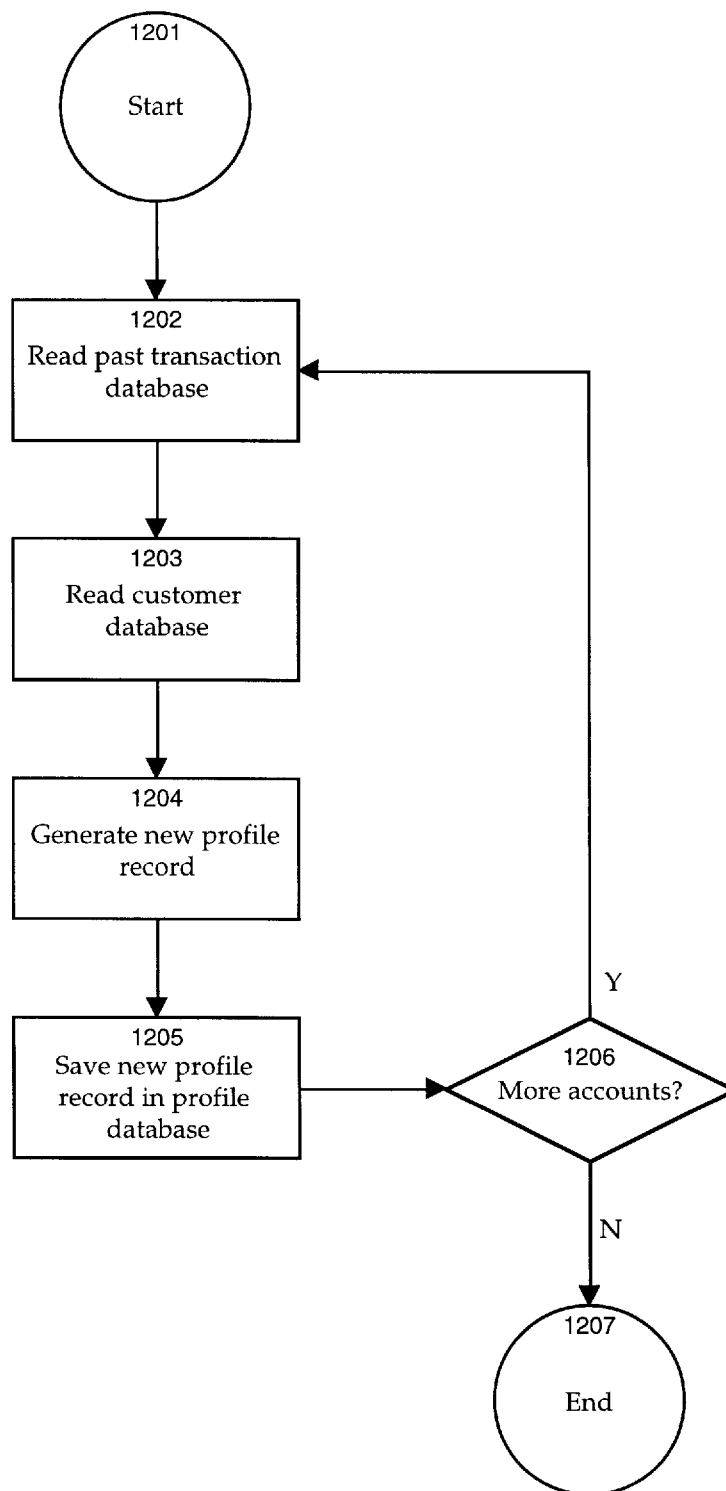 1201
Start
1202
Read past transaction
database
1203
Read customer
database
1204
Generate new profile
record
1205
Save new profile
record in profile
database
Y
1206
More accounts?
N
1207
End